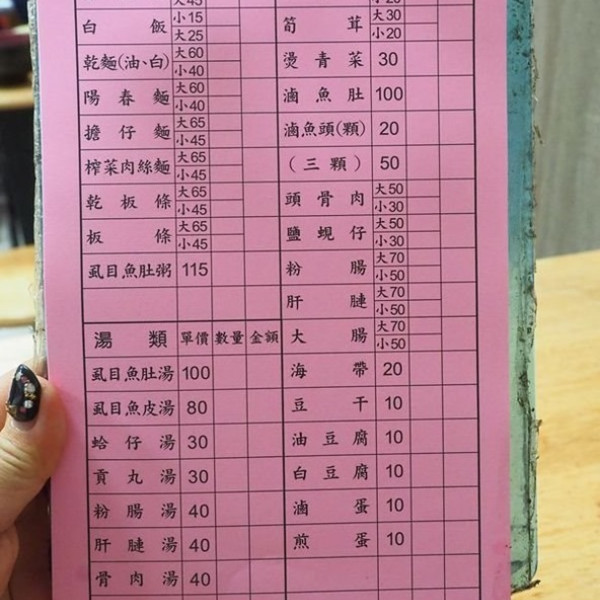 大45
白飯 小15 大25
乾麵(油、白) 大60 小40
陽春麵 大60 小40
擔仔麵 大65 小45
榨菜肉絲麵 大65 小45
乾板條 大65 小45
板條 大65 小45
虱目魚肚粥 115
湯類 單價 數量 金額
虱目魚肚湯 100
虱目魚皮湯 80
蛤仔湯 30
貢丸湯 30
粉腸湯 40
肝腱湯 40
骨肉湯 40
小20
筍茸 大30 小20
燙青菜 30
滷魚肚 100
滷魚頭(顆) 20
(三顆) 50
頭骨肉 大50 小30
鹽蜆仔 大50 小30
粉腸 大70 小50
肝腱 大70 小50
大腸 大70 小50
海帶 20
豆干 10
油豆腐 10
白豆腐 10
滷蛋 10
煎蛋 10